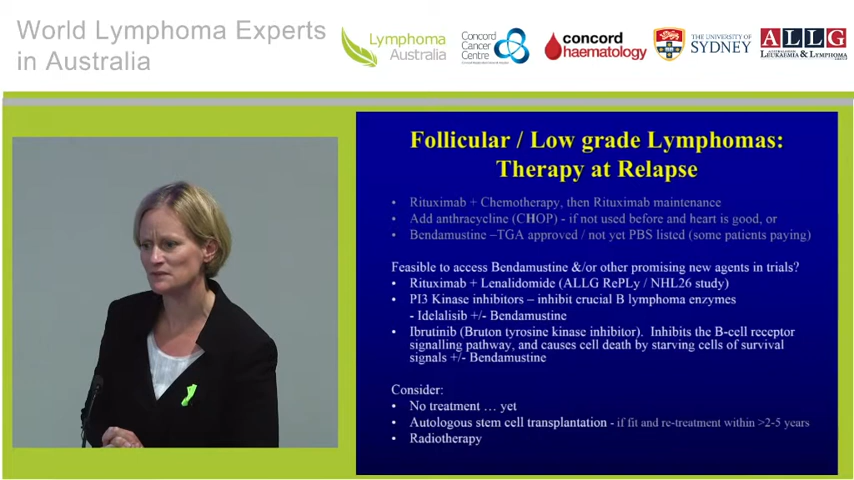 World Lymphoma Experts
in Australia
Lymphoma
Australia
Concord
Cancer
Centre
concord
haematology
THE UNIVERSITY OF
SYDNEY
ALLG
LEUKAEMIA & LYMPHOMA
Follicular / Low grade Lymphomas:
Therapy at Relapse
• Rituximab + Chemotherapy, then Rituximab maintenance
• Add anthracycline (CHOP) - if not used before and heart is good, or
• Bendamustine –TGA approved / not yet PBS listed (some patients paying)
Feasible to access Bendamustine &/or other promising new agents in trials?
• Rituximab + Lenalidomide (ALLG RePLy / NHL26 study)
• PI3 Kinase inhibitors – inhibit crucial B lymphoma enzymes
- Idelalisib +/- Bendamustine
• Ibrutinib (Bruton tyrosine kinase inhibitor). Inhibits the B-cell receptor
signalling pathway, and causes cell death by starving cells of survival
signals +/- Bendamustine
Consider:
• No treatment … yet
• Autologous stem cell transplantation - if fit and re-treatment within >2-5 years
• Radiotherapy